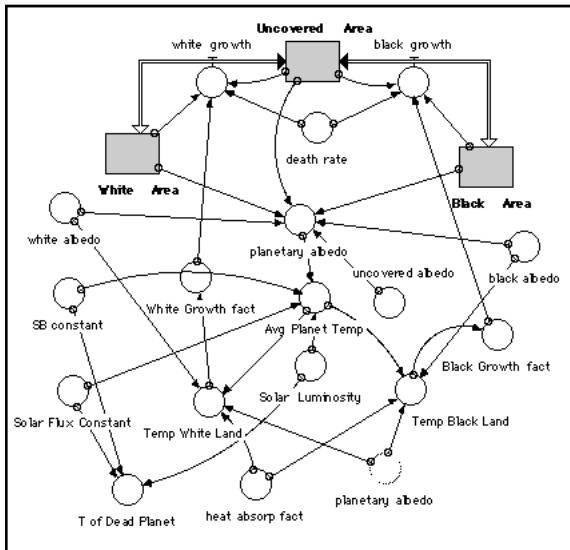 Uncovered Area
white growth
black growth
death rate
White Area
Black Area
white albedo
planetary albedo
uncovered albedo
black albedo
White Growth fact
SB constant
Avg Planet Temp
Black Growth fact
Solar Luminosity
Solar Flux Constant
Temp White Land
Temp Black Land
planetary albedo
T of Dead Planet
heat absorp fact